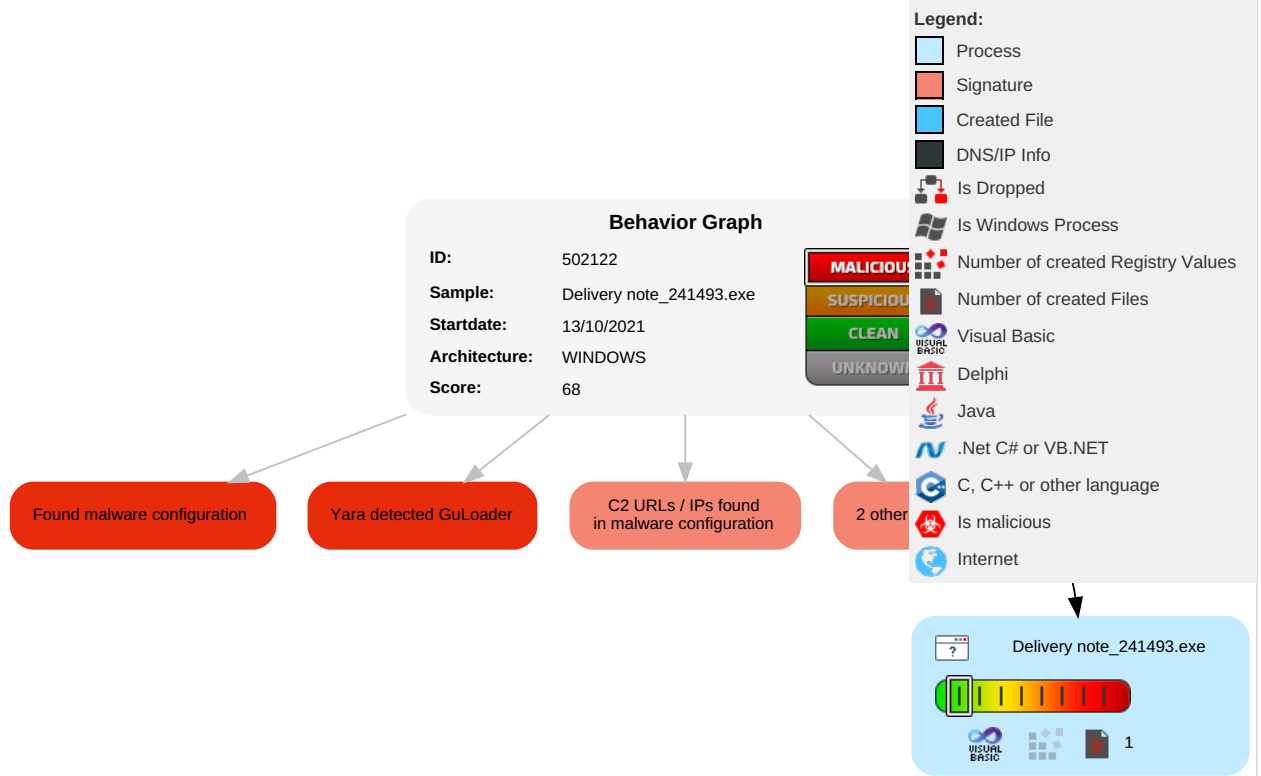 Legend:
Process
Signature
Created File
DNS/IP Info
Is Dropped
Is Windows Process
Number of created Registry Values
Number of created Files
VISUAL BASIC
Visual Basic
Delphi
Java
.Net C# or VB.NET
C, C++ or other language
Is malicious
Internet
Behavior Graph
ID: 502122
Sample: Delivery note_241493.exe
Startdate: 13/10/2021
Architecture: WINDOWS
Score: 68
MALICIOUS
SUSPICIOU
CLEAN
UNKNOWN
Found malware configuration
Yara detected GuLoader
C2 URLs / IPs found
in malware configuration
2 other
Delivery note_241493.exe
?
VISUAL
BASIC
1